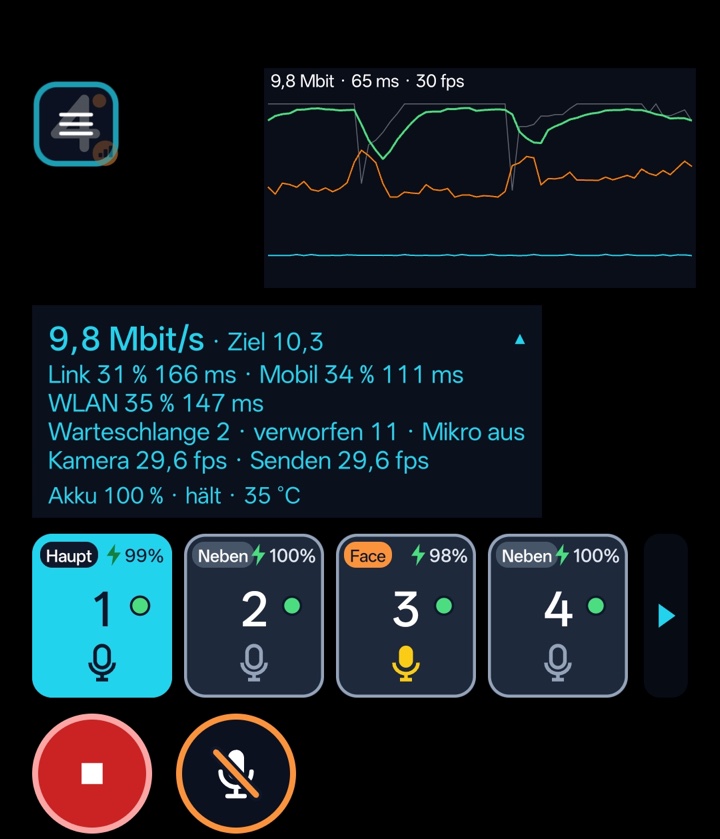 4
9,8 Mbit · 65 ms · 30 fps
9,8 Mbit/s · Ziel 10,3
Link 31 % 166 ms · Mobil 34 % 111 ms
WLAN 35 % 147 ms
Warteschlange 2 · verworfen 11 · Mikro aus
Kamera 29,6 fps · Senden 29,6 fps
Akku 100 % · hält · 35 °C
Haupt 99% Neben 100% Face 98% Neben 100%
1 2 3 4